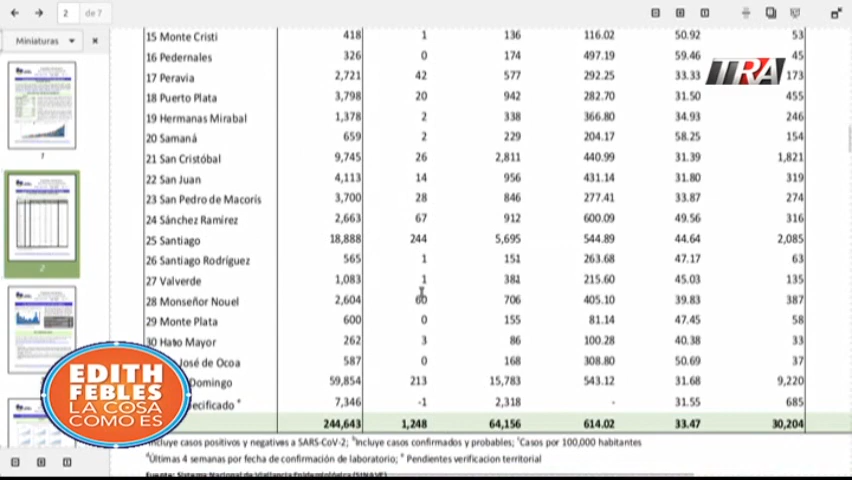 2 de 7
Miniaturas
15 Monte Cristi 418 1 136 116.02 50.92 53
16 Pedernales 326 0 174 497.19 59.46 45
ITRA
17 Peravia 2,721 42 577 292.25 33.33 173
18 Puerto Plata 3,798 20 942 282.70 31.50 455
19 Hermanas Mirabal 1,378 2 338 366.80 34.93 246
20 Samaná 659 2 229 204.17 58.25 154
1
21 San Cristóbal 9,745 26 2,811 440.99 31.39 1,821
22 San Juan 4,113 14 956 431.14 31.80 319
23 San Pedro de Macorís 3,700 28 846 277.41 33.87 274
24 Sánchez Ramírez 2,663 67 912 600.09 49.56 316
25 Santiago 18,888 244 5,695 544.89 44.64 2,085
26 Santiago Rodríguez 565 1 151 263.68 47.17 63
2
27 Valverde 1,083 1 381 215.60 45.03 135
28 Monseñor Nouel 2,604 60 706 405.10 39.83 387
29 Monte Plata 600 0 155 81.14 47.45 58
30 Hato Mayor 262 3 86 100.28 40.38 33
José de Ocoa 587 0 168 308.80 50.69 37
Domingo 59,854 213 15,783 543.12 31.68 9,220
7,346 -1 2,318 - 31.55 685
244,643 1,248 64,156 614.02 33.47 30,204
EDITH
FEBLES
LA COSA
COMO ES
Incluye casos positivos y negativos a SARS-CoV-2; ᵇIncluye casos confirmados y probables; ᶜCasos por 100,000 habitantes
ᵈÚltimas 4 semanas por fecha de confirmación de laboratorio; ᵉ Pendientes verificacion territorial
Fuente: Sistema Nacional de Vigilancia Epidemiológica (SINAVE)